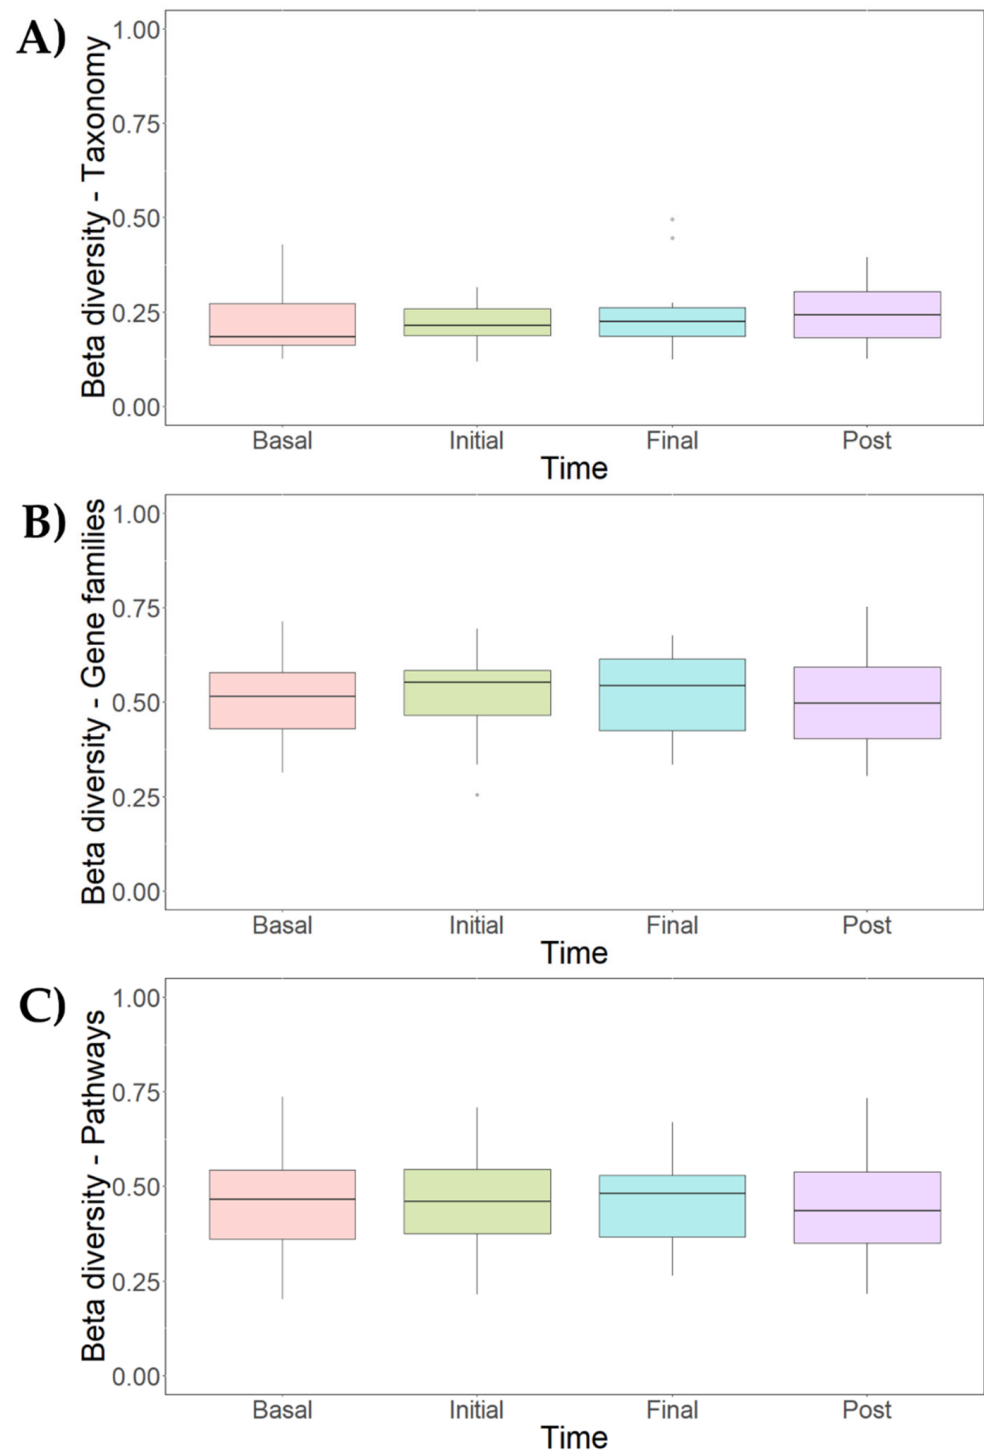 A)
Beta diversity - Taxonomy
1.00
0.75
0.50
0.25
0.00
Basal Initial Final Post
Time
B)
Beta diversity - Gene families
1.00
0.75
0.50
0.25
0.00
Basal Initial Final Post
Time
C)
Beta diversity - Pathways
1.00
0.75
0.50
0.25
0.00
Basal Initial Final Post
Time